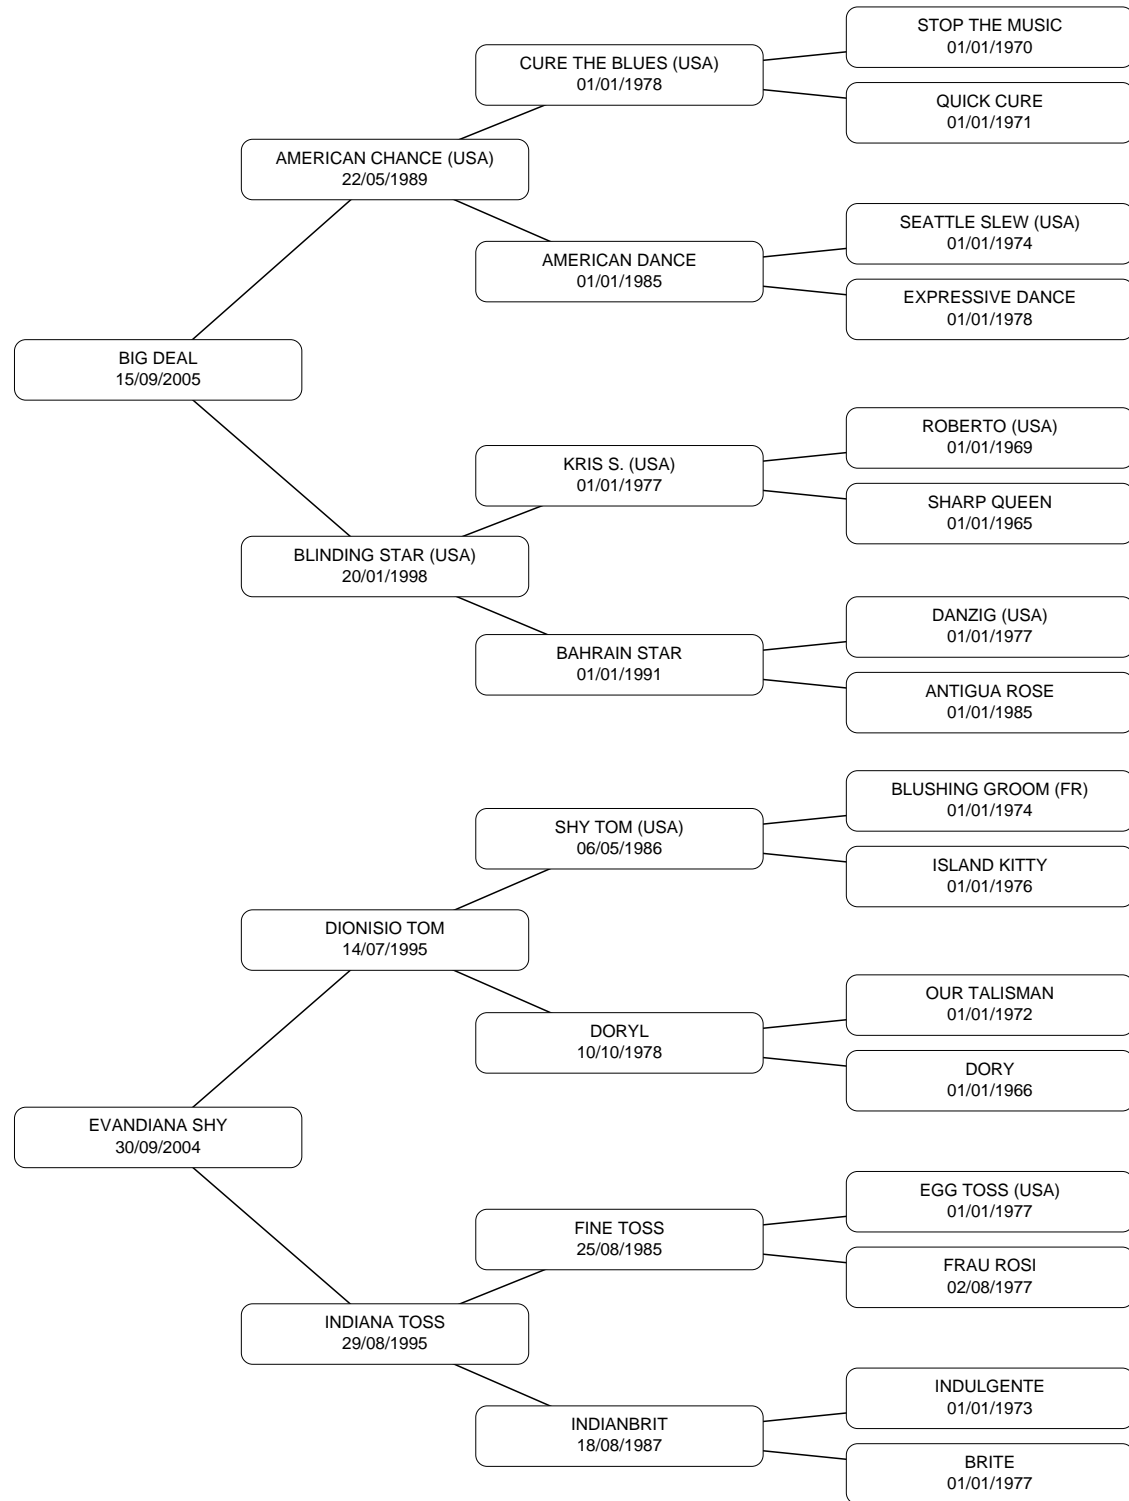 STOP THE MUSIC
01/01/1970
CURE THE BLUES (USA)
01/01/1978
QUICK CURE
01/01/1971
AMERICAN CHANCE (USA)
22/05/1989
SEATTLE SLEW (USA)
01/01/1974
AMERICAN DANCE
01/01/1985
EXPRESSIVE DANCE
01/01/1978
BIG DEAL
15/09/2005
ROBERTO (USA)
01/01/1969
KRIS S. (USA)
01/01/1977
SHARP QUEEN
01/01/1965
BLINDING STAR (USA)
20/01/1998
DANZIG (USA)
01/01/1977
BAHRAIN STAR
01/01/1991
ANTIGUA ROSE
01/01/1985
BLUSHING GROOM (FR)
01/01/1974
SHY TOM (USA)
06/05/1986
ISLAND KITTY
01/01/1976
DIONISIO TOM
14/07/1995
OUR TALISMAN
01/01/1972
DORYL
10/10/1978
DORY
01/01/1966
EVANDIANA SHY
30/09/2004
EGG TOSS (USA)
01/01/1977
FINE TOSS
25/08/1985
FRAU ROSI
02/08/1977
INDIANA TOSS
29/08/1995
INDULGENTE
01/01/1973
INDIANBRIT
18/08/1987
BRITE
01/01/1977